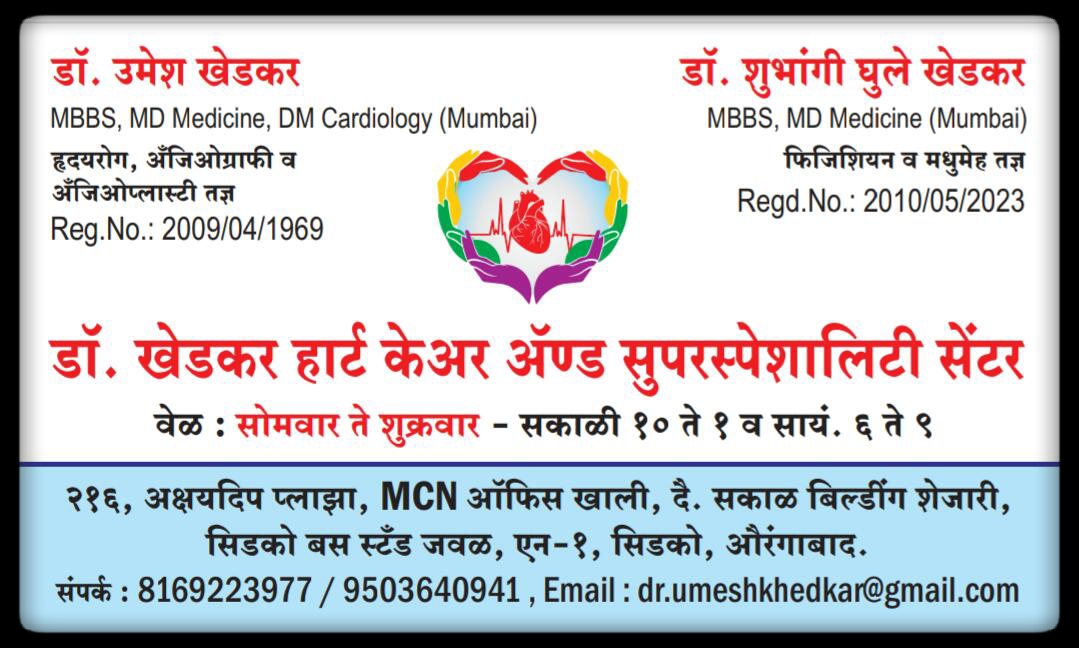 डॉ. उमेश खेडकर
MBBS, MD Medicine, DM Cardiology (Mumbai)
हृदयरोग, अँजिओग्राफी व
अँजिओप्लास्टी तज्ञ
Reg.No.: 2009/04/1969
डॉ. शुभांगी घुले खेडकर
MBBS, MD Medicine (Mumbai)
फिजिशियन व मधुमेह तज्ञ
Regd.No.: 2010/05/2023
डॉ. खेडकर हार्ट केअर ॲण्ड सुपरस्पेशालिटी सेंटर
वेळ : सोमवार ते शुक्रवार - सकाळी १० ते १ व सायं. ६ ते ९
२१६, अक्षयदिप प्लाझा, MCN ऑफिस खाली, दै. सकाळ बिल्डींग शेजारी,
सिडको बस स्टँड जवळ, एन-१, सिडको, औरंगाबाद.
संपर्क : 8169223977 / 9503640941 , Email : dr.umeshkhedkar@gmail.com